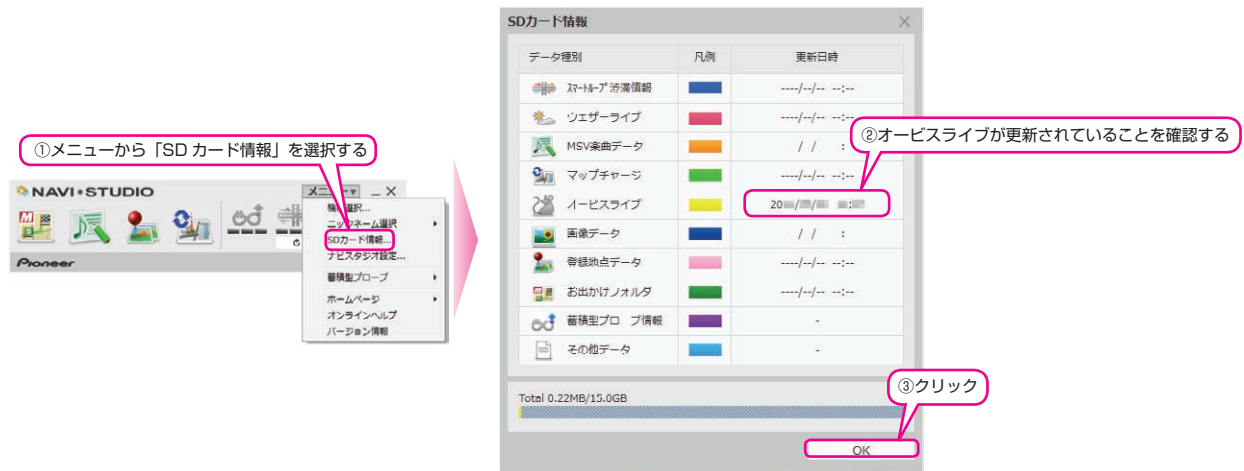 ①メニューから「SD カード情報」を選択する
NAVI*STUDIO
メニュー▼
機種選択...
ニックネーム選択
SDカード情報...
ナビスタジオ設定...
蓄積型プローブ
ホームページ
オンラインヘルプ
バージョン情報
Pioneer
SDカード情報
データ種別 凡例 更新日時
スマートループ渋滞情報 ----/--/-- --:--
ウェザーライブ ----/--/-- --:--
②オービスライブが更新されていることを確認する
MSV楽曲データ / / :
マップチャージ ----/--/-- --:--
オービスライブ 20 / / :
画像データ / / :
登録地点データ ----/--/-- --:--
お出かけフォルダ ----/--/-- --:--
蓄積型プロ ブ情報 -
その他データ -
③クリック
Total 0.22MB/15.0GB
OK